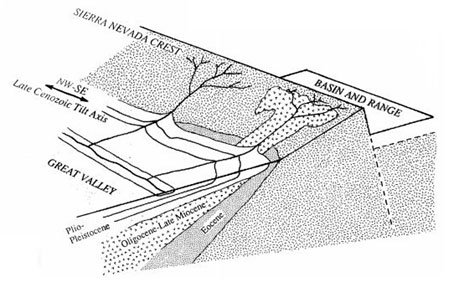 SIERRA NEVADA CREST
BASIN AND RANGE
NW-SE
Late Cenozoic Tilt Axis
GREAT VALLEY
Plio-
Pleistocene
Oligocene-Late Miocene
Eocene